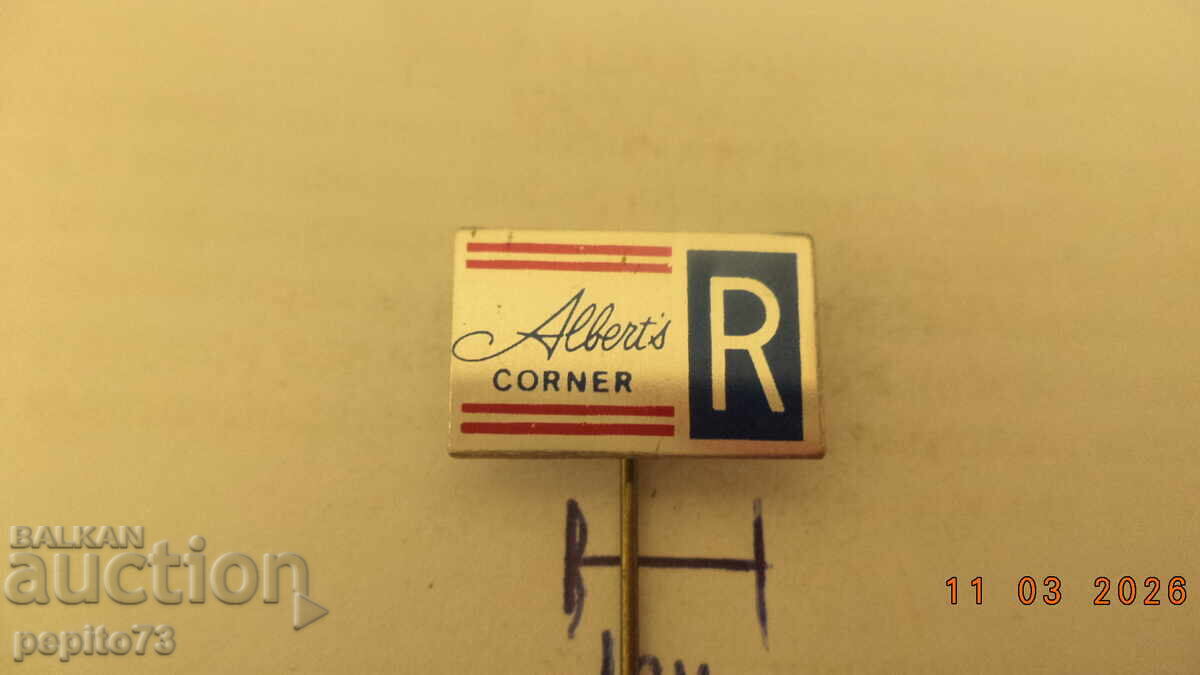 Albert's
CORNER
R
BALKAN
auction
pepito73
11 03 2026